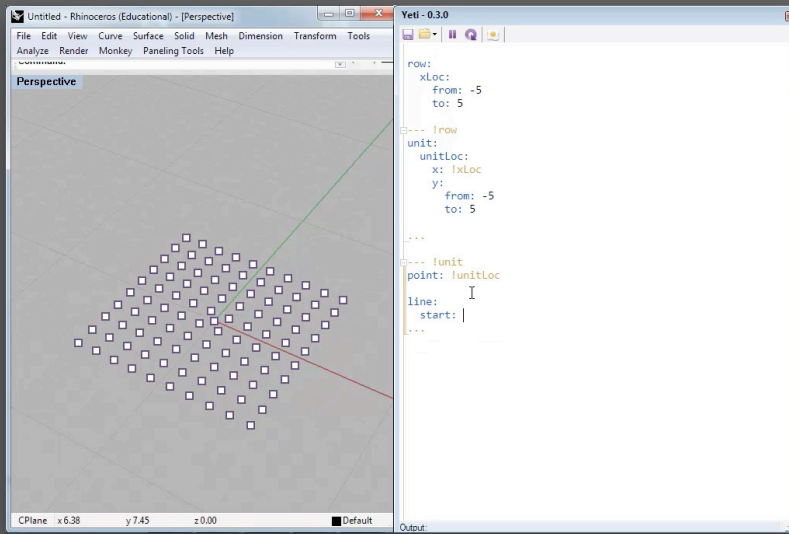 Untitled - Rhinoceros (Educational) - [Perspective]
File Edit View Curve Surface Solid Mesh Dimension Transform Tools
Analyze Render Monkey Paneling Tools Help
Command:
Perspective
CPlane x 6.38 y 7.45 z 0.00 Default
Yeti - 0.3.0
row:
xLoc:
from: -5
to: 5
--- !row
unit:
unitLoc:
x: !xLoc
y:
from: -5
to: 5
...
--- !unit
point: !unitLoc
line:
start:
...
Output: